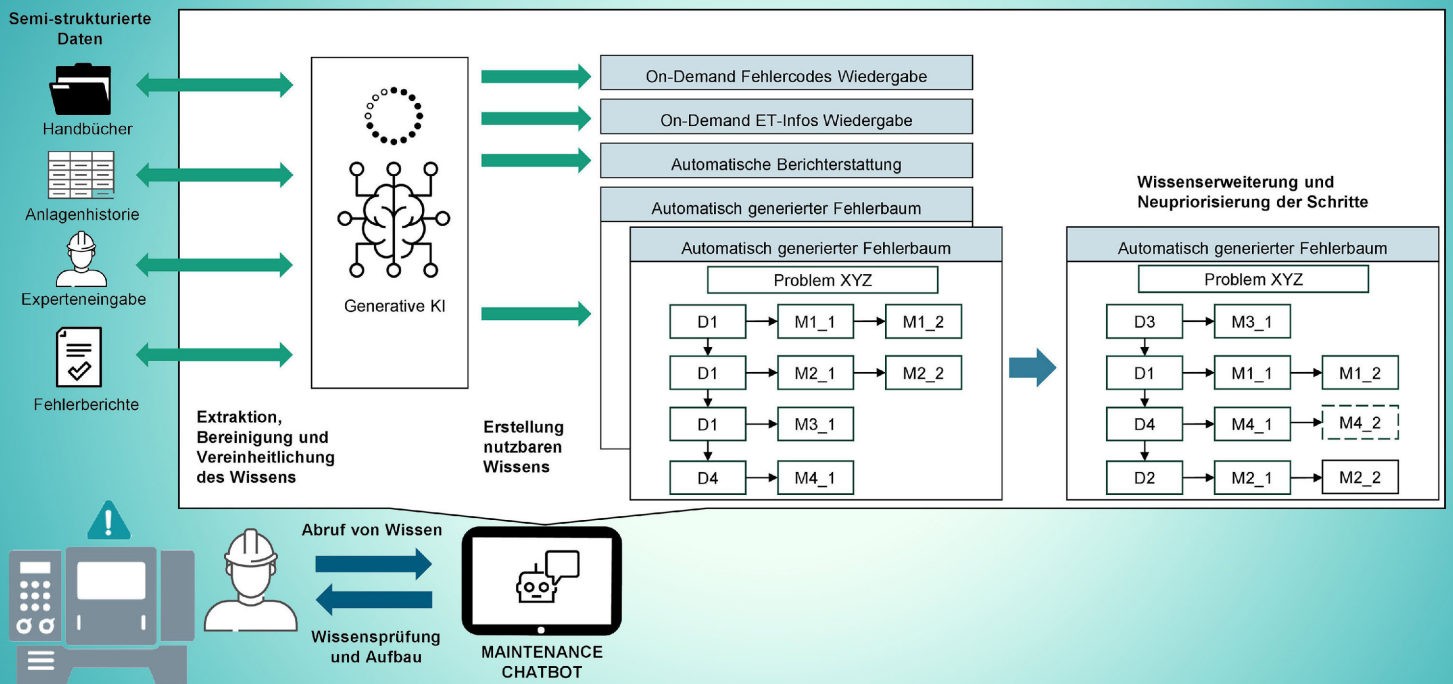 Semi-strukturierte
Daten
Handbücher
Anlagenhistorie
Experteneingabe
Fehlerberichte
Generative KI
Extraktion,
Bereinigung und
Vereinheitlichung
des Wissens
Erstellung
nutzbaren
Wissens
On-Demand Fehlercodes Wiedergabe
On-Demand ET-Infos Wiedergabe
Automatische Berichterstattung
Automatisch generierter Fehlerbaum
Automatisch generierter Fehlerbaum
Problem XYZ
D1 M1_1 M1_2
D1 M2_1 M2_2
D1 M3_1
D4 M4_1
Wissenserweiterung und
Neupriorisierung der Schritte
Automatisch generierter Fehlerbaum
Problem XYZ
D3 M3_1
D1 M1_1 M1_2
D4 M4_1 M4_2
D2 M2_1 M2_2
Abruf von Wissen
Wissensprüfung
und Aufbau
MAINTENANCE
CHATBOT